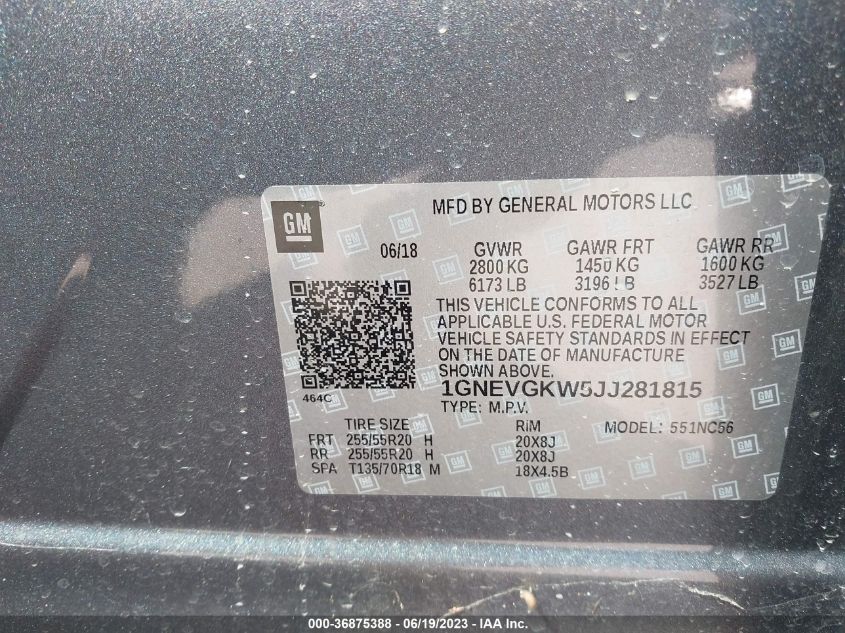 GM
MFD BY GENERAL MOTORS LLC
06/18
GVWR GAWR FRT GAWR RR
2800 KG 1450 KG 1600 KG
6173 LB 3196 LB 3527 LB
THIS VEHICLE CONFORMS TO ALL
APPLICABLE U.S. FEDERAL MOTOR
VEHICLE SAFETY STANDARDS IN EFFECT
ON THE DATE OF MANUFACTURE
SHOWN ABOVE.
464C
1GNEVGKW5JJ281815
TYPE: M.P.V.
TIRE SIZE RIM MODEL: 551NC56
FRT 255/55R20 H 20X8J
RR 255/55R20 H 20X8J
SPA T135/70R18 M 18X4.5B
000-36875388 - 06/19/2023 - IAAI Inc.